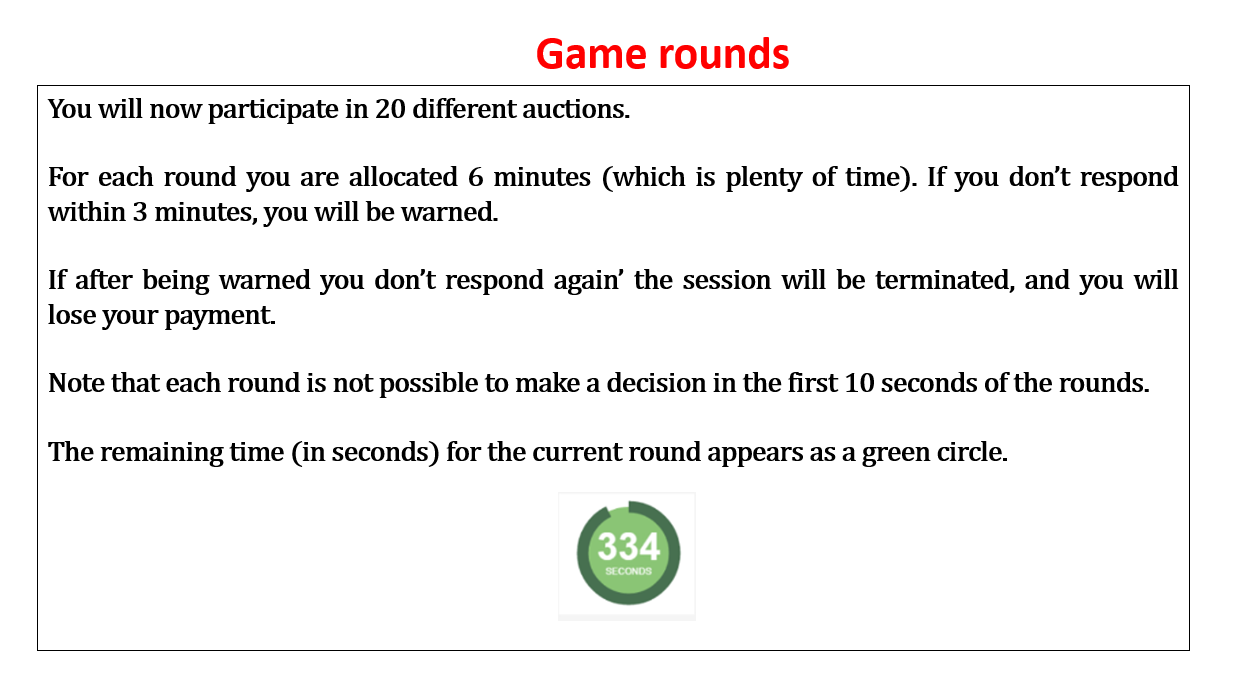 Game rounds
You will now participate in 20 different auctions.
For each round you are allocated 6 minutes (which is plenty of time). If you don’t respond
within 3 minutes, you will be warned.
If after being warned you don’t respond again’ the session will be terminated, and you will
lose your payment.
Note that each round is not possible to make a decision in the first 10 seconds of the rounds.
The remaining time (in seconds) for the current round appears as a green circle.
334
SECONDS